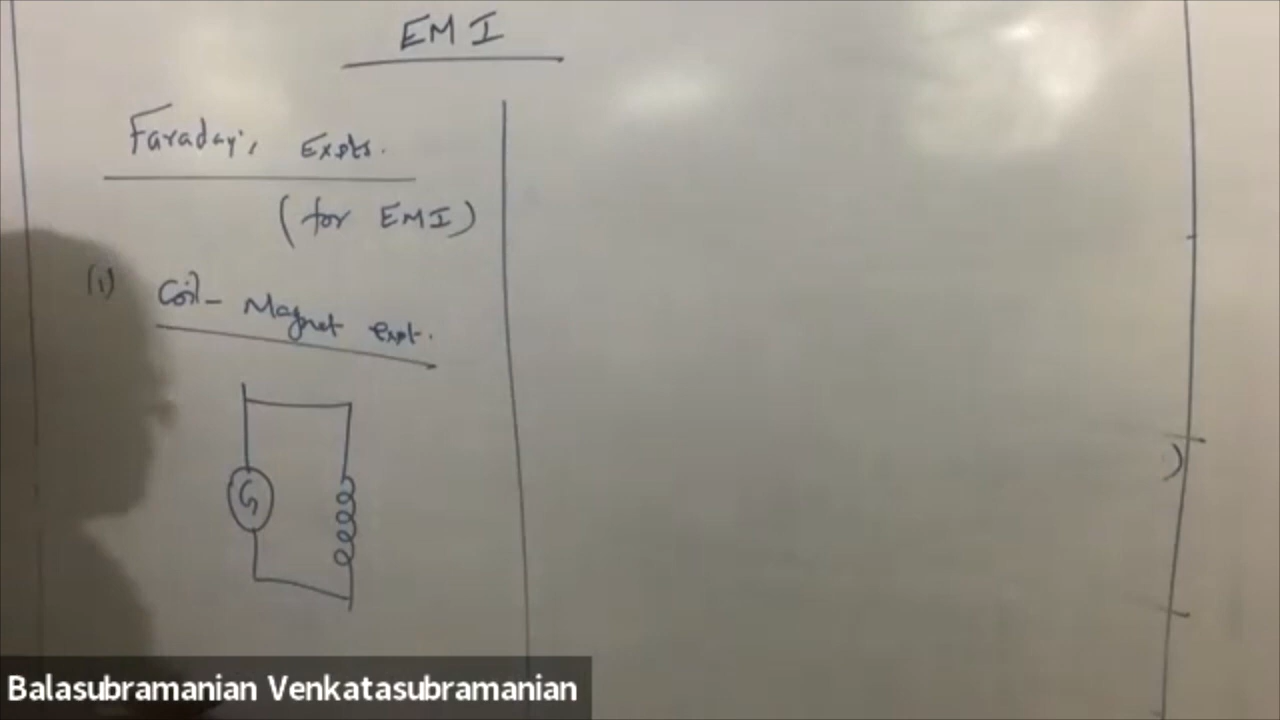 EMI
Faraday's Expts.
(for EMI)
(1) Coil- Magnet expt.
G
Balasubramanian Venkatasubramanian